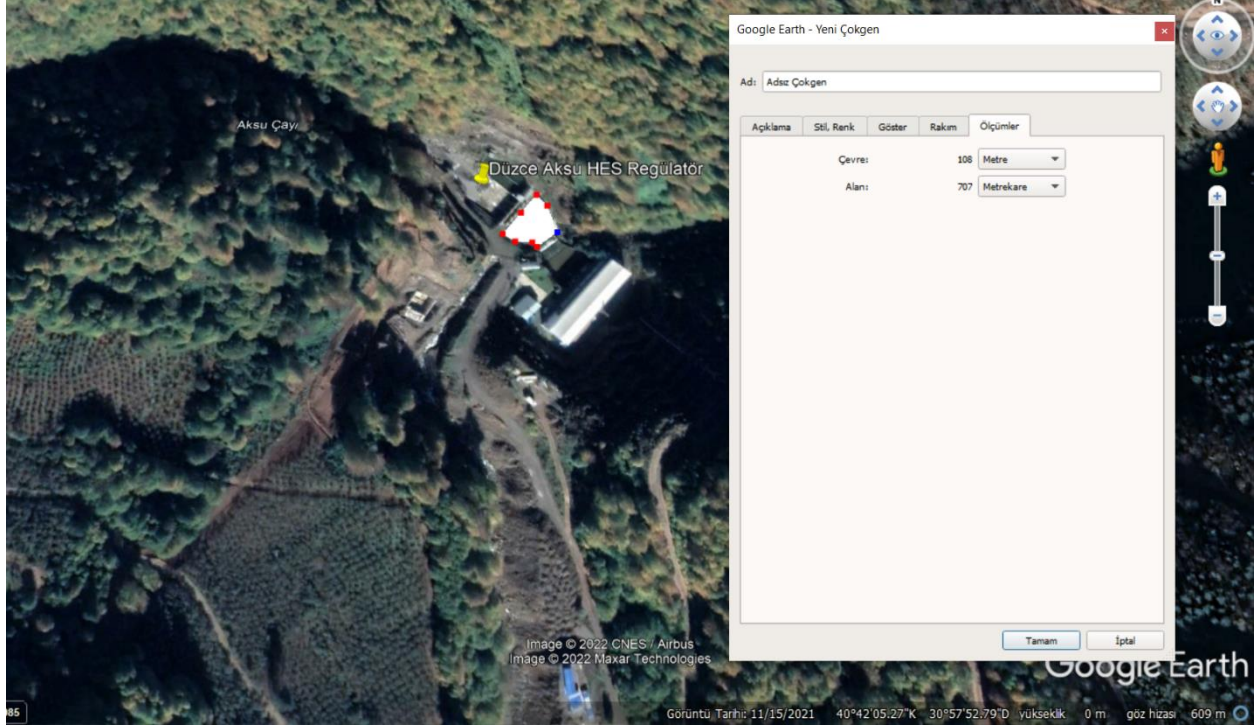 N
Google Earth - Yeni Çokgen
Ad: Adsız Çokgen
Açıklama Stil, Renk Göster Rakım Ölçümler
Çevre: 108 Metre
Alan: 707 Metrekare
Tamam İptal
Aksu Çayı
Düzce Aksu HES Regülatör
Image © 2022 CNES / Airbus
Image © 2022 Maxar Technologies
Google Earth
985
Görüntü Tarihi: 11/15/2021 40°42'05.27"K 30°57'52.79"D yükseklik 0 m göz hizası 609 m